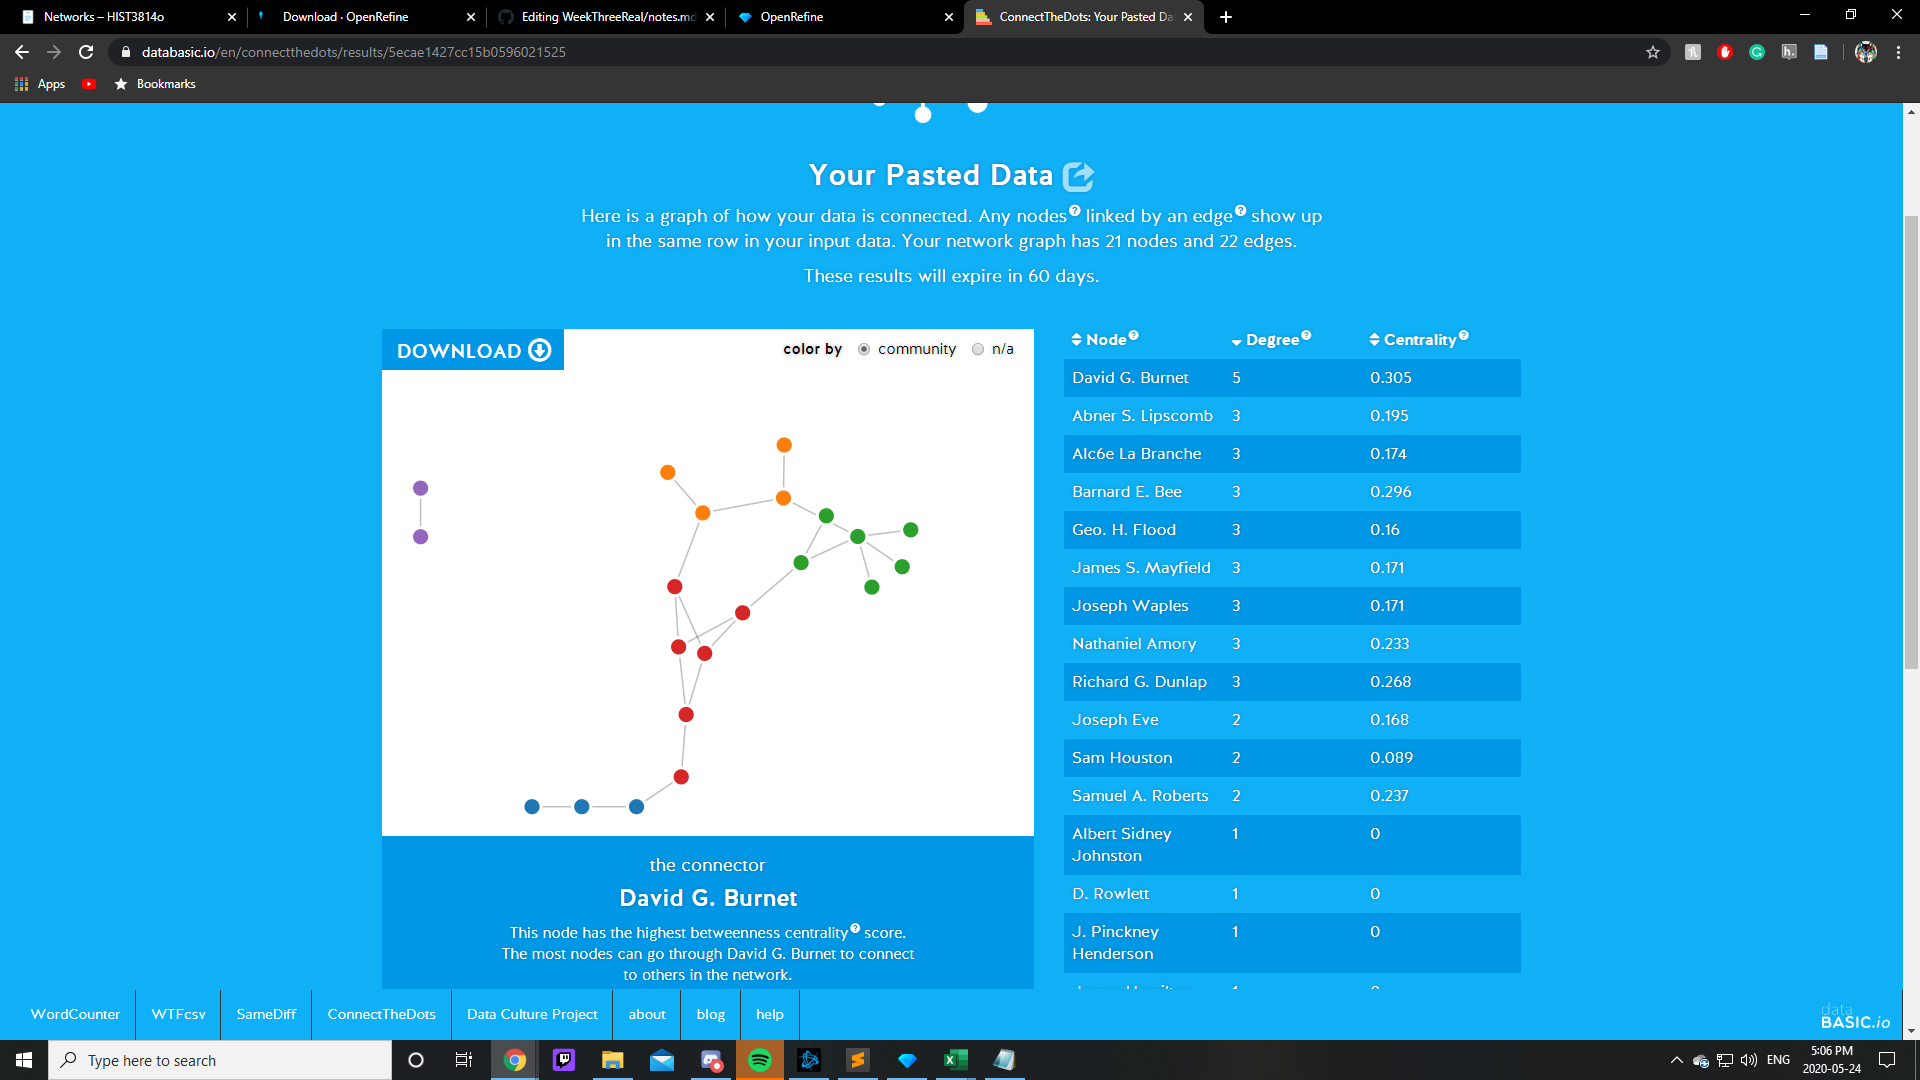 Networks – HIST3814o
Download · OpenRefine
Editing WeekThreeReal/notes.md
OpenRefine
ConnectTheDots: Your Pasted Da
databasic.io/en/connectthedots/results/5ecae1427cc15b0596021525
Apps
Bookmarks
Your Pasted Data
Here is a graph of how your data is connected. Any nodes? linked by an edge? show up
in the same row in your input data. Your network graph has 21 nodes and 22 edges.
These results will expire in 60 days.
DOWNLOAD
color by community n/a
Node? Degree? Centrality?
David G. Burnet 5 0.305
Abner S. Lipscomb 3 0.195
Alc6e La Branche 3 0.174
Barnard E. Bee 3 0.296
Geo. H. Flood 3 0.16
James S. Mayfield 3 0.171
Joseph Waples 3 0.171
Nathaniel Amory 3 0.233
Richard G. Dunlap 3 0.268
Joseph Eve 2 0.168
Sam Houston 2 0.089
Samuel A. Roberts 2 0.237
Albert Sidney 1 0
Johnston
D. Rowlett 1 0
J. Pinckney 1 0
Henderson
the connector
David G. Burnet
This node has the highest betweenness centrality? score.
The most nodes can go through David G. Burnet to connect
to others in the network.
WordCounter
WTFcsv
SameDiff
ConnectTheDots
Data Culture Project
about
blog
help
data
BASIC.io
Type here to search
ENG
5:06 PM
2020-05-24